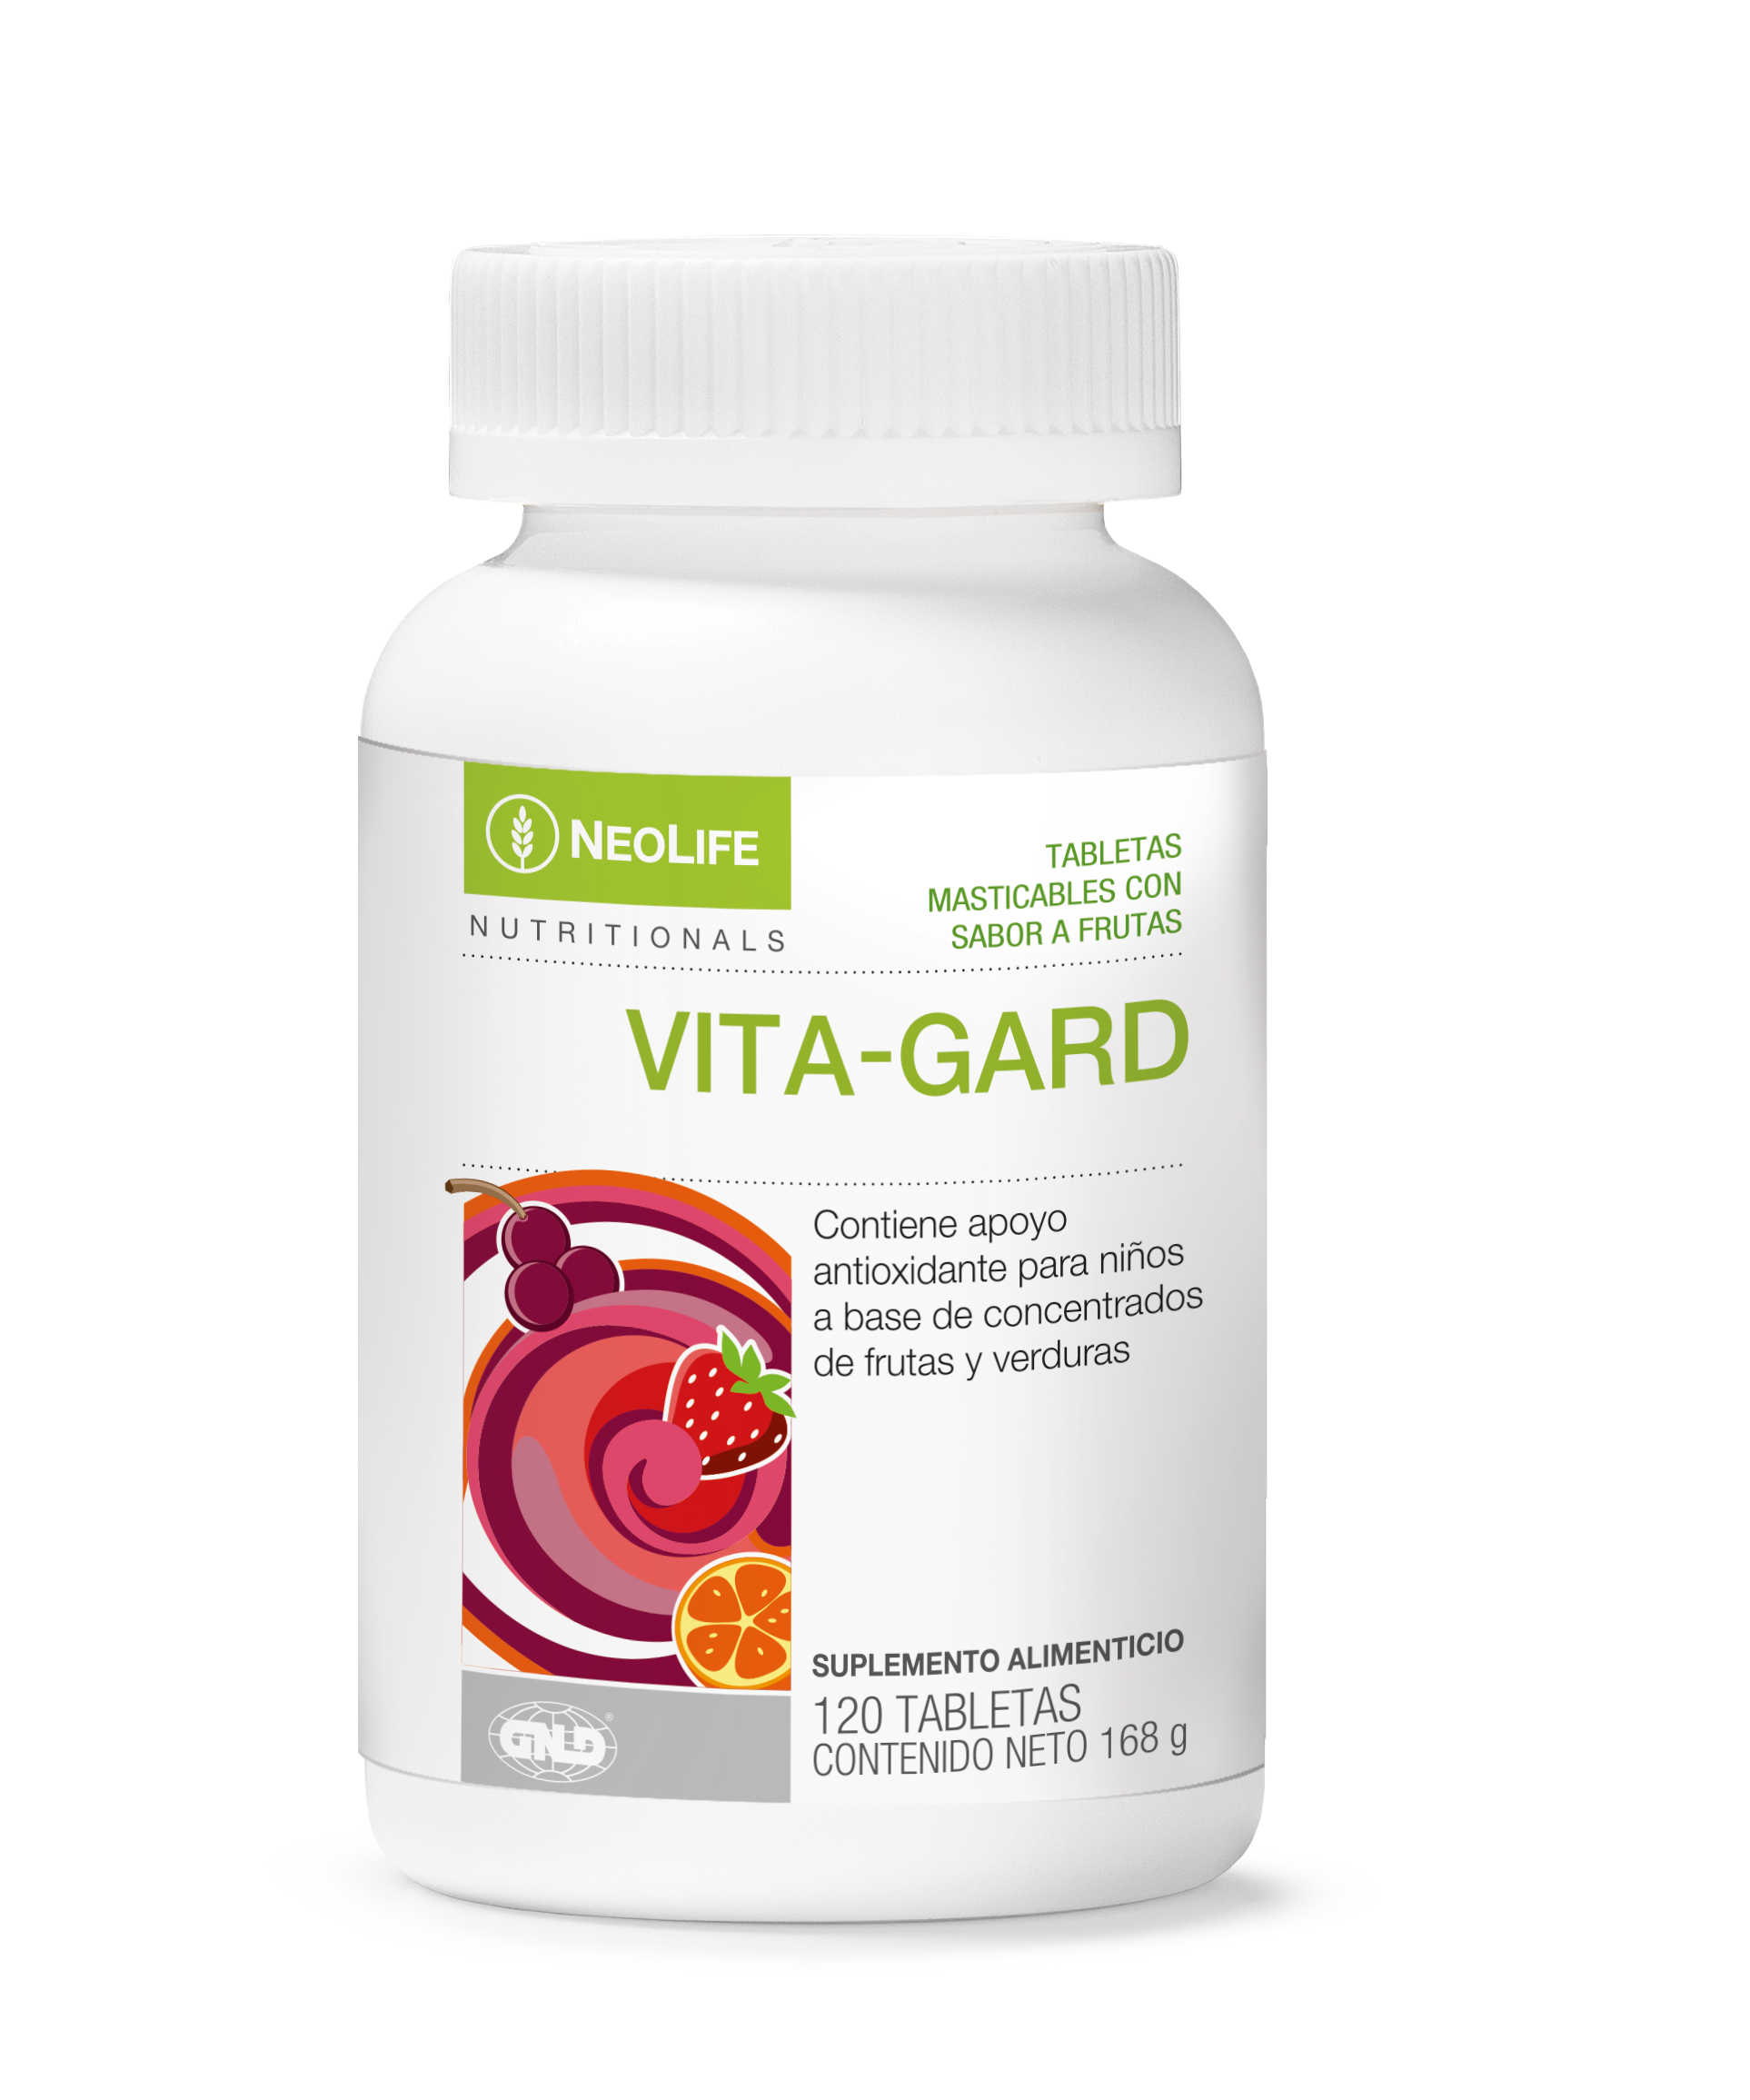 NEOLIFE
NUTRITIONALS
TABLETAS
MASTICABLES CON
SABOR A FRUTAS
VITA-GARD
Contiene apoyo
antioxidante para niños
a base de concentrados
de frutas y verduras
SUPLEMENTO ALIMENTICIO
120 TABLETAS
CONTENIDO NETO 168 g
GNLD®